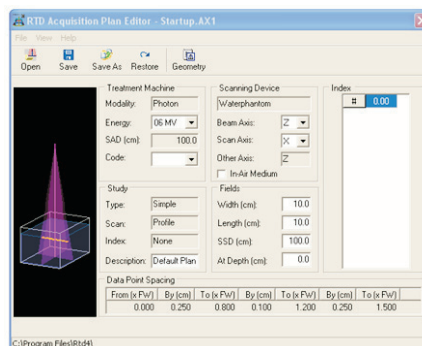 RTD Acquisition Plan Editor - Startup.AX1
File View Help
Open Save Save As Restore Geometry
Treatment Machine
Modality: Photon
Energy: 06 MV
SAD (cm): 100.0
Code:
Scanning Device
Waterphantom
Beam Axis: Z
Scan Axis: X
Other Axis: Z
In-Air Medium
Index
# 0.00
Study
Type: Simple
Scan: Profile
Index: None
Description: Default Plan
Fields
Width (cm): 10.0
Length (cm): 10.0
SSD (cm): 100.0
At Depth (cm): 0.0
Data Point Spacing
From (x FW) By (cm) To (x FW) By (cm) To (x FW) By (cm) To (x FW)
0.000 0.250 0.800 0.100 1.200 0.250 1.500
C:\Program Files\Rtd4\